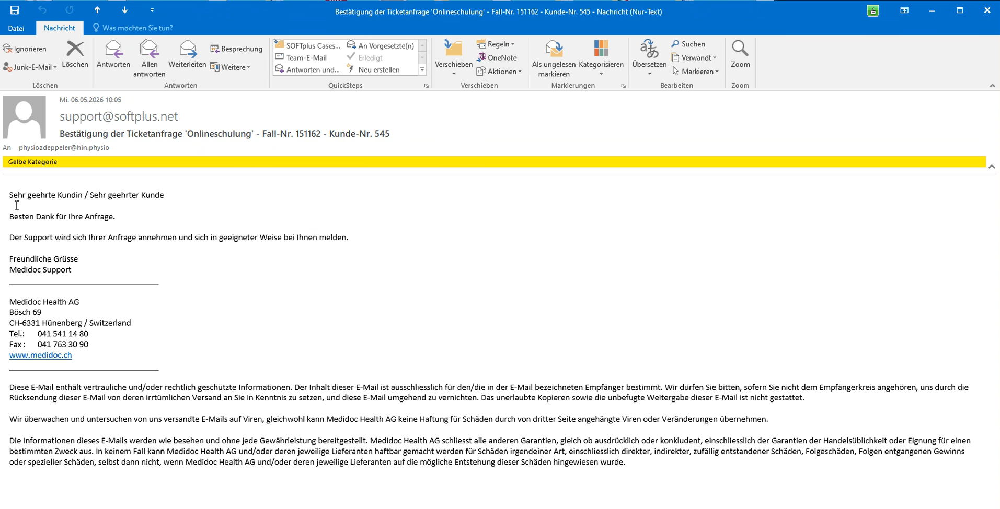 Bestätigung der Ticketanfrage 'Onlineschulung' - Fall-Nr. 151162 - Kunde-Nr. 545 - Nachricht (Nur-Text)
Datei
Nachricht
Was möchten Sie tun?
Ignorieren
Junk-E-Mail
Löschen
Löschen
Antworten
Allen antworten
Weiterleiten
Besprechung
Weitere
Antworten
SOFTplus Cases...
Team-E-Mail
Antworten und...
An Vorgesetzte(n)
Erledigt
Neu erstellen
QuickSteps
Verschieben
Regeln
OneNote
Aktionen
Verschieben
Als ungelesen markieren
Kategorisieren
Markierungen
Übersetzen
Suchen
Verwandt
Markieren
Bearbeiten
Zoom
Zoom
Mi. 06.05.2026 10:05
support@softplus.net
Bestätigung der Ticketanfrage 'Onlineschulung' - Fall-Nr. 151162 - Kunde-Nr. 545
An physioadeppeler@hin.physio
Gelbe Kategorie
Sehr geehrte Kundin / Sehr geehrter Kunde
Besten Dank für Ihre Anfrage.
Der Support wird sich Ihrer Anfrage annehmen und sich in geeigneter Weise bei Ihnen melden.
Freundliche Grüsse
Medidoc Support
Medidoc Health AG
Bösch 69
CH-6331 Hünenberg / Switzerland
Tel.: 041 541 14 80
Fax : 041 763 30 90
www.medidoc.ch
Diese E-Mail enthält vertrauliche und/oder rechtlich geschützte Informationen. Der Inhalt dieser E-Mail ist ausschliesslich für den/die in der E-Mail bezeichneten Empfänger bestimmt. Wir dürfen Sie bitten, sofern Sie nicht dem Empfängerkreis angehören, uns durch die
Rücksendung dieser E-Mail von deren irrtümlichen Versand an Sie in Kenntnis zu setzen, und diese E-Mail umgehend zu vernichten. Das unerlaubte Kopieren sowie die unbefugte Weitergabe dieser E-Mail ist nicht gestattet.
Wir überwachen und untersuchen von uns versandte E-Mails auf Viren, gleichwohl kann Medidoc Health AG keine Haftung für Schäden durch von dritter Seite angehängte Viren oder Veränderungen übernehmen.
Die Informationen dieses E-Mails werden wie besehen und ohne jede Gewährleistung bereitgestellt. Medidoc Health AG schliesst alle anderen Garantien, gleich ob ausdrücklich oder konkludent, einschliesslich der Garantien der Handelsüblichkeit oder Eignung für einen
bestimmten Zweck aus. In keinem Fall kann Medidoc Health AG und/oder deren jeweilige Lieferanten haftbar gemacht werden für Schäden irgendeiner Art, einschliesslich direkter, indirekter, zufällig entstandener Schäden, Folgeschäden, Folgen entgangenen Gewinns
oder spezieller Schäden, selbst dann nicht, wenn Medidoc Health AG und/oder deren jeweilige Lieferanten auf die mögliche Entstehung dieser Schäden hingewiesen wurde.